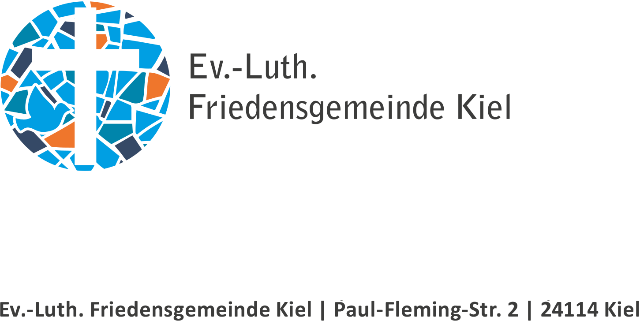 Ev.-Luth.
Friedensgemeinde Kiel
Ev.-Luth. Friedensgemeinde Kiel | Paul-Fleming-Str. 2 | 24114 Kiel